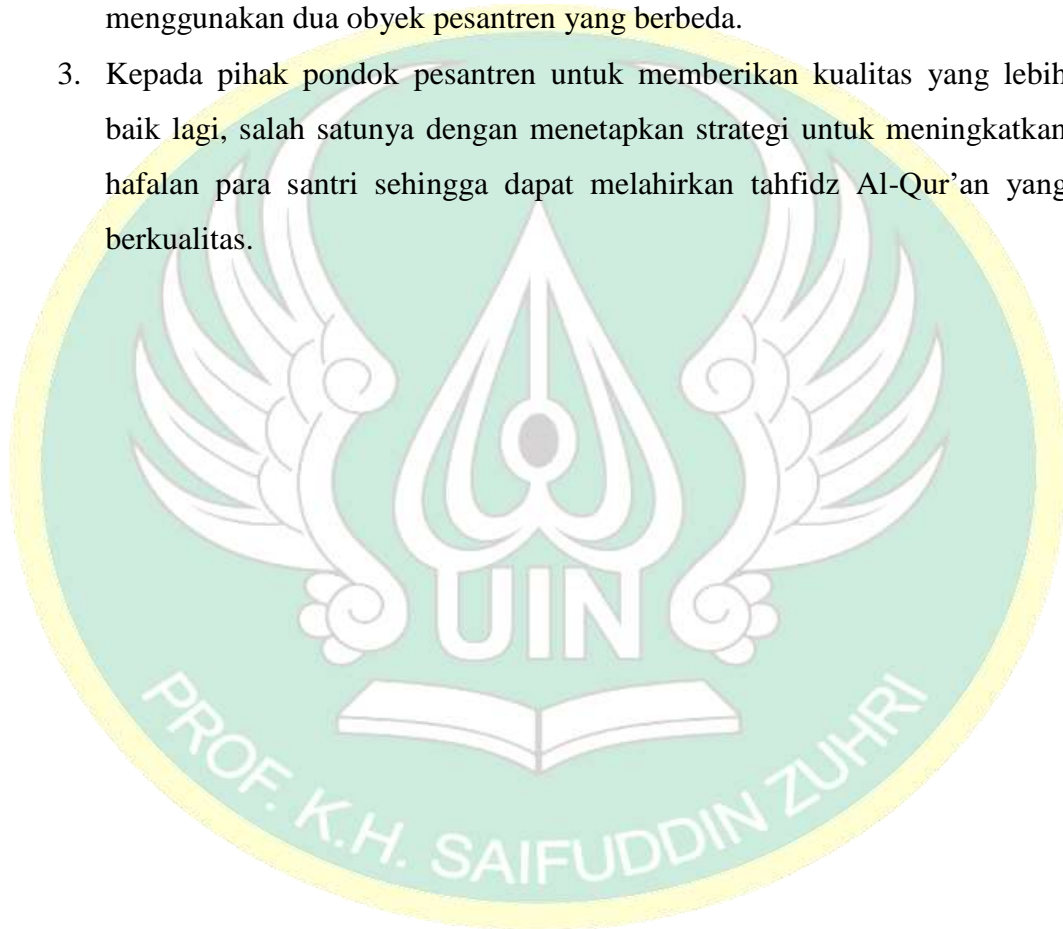 menggunakan dua obyek pesantren yang berbeda.
3. Kepada pihak pondok pesantren untuk memberikan kualitas yang lebih
baik lagi, salah satunya dengan menetapkan strategi untuk meningkatkan
hafalan para santri sehingga dapat melahirkan tahfidz Al-Qur’an yang
berkualitas.
UIN
PROF. K.H. SAIFUDDIN ZUHRI